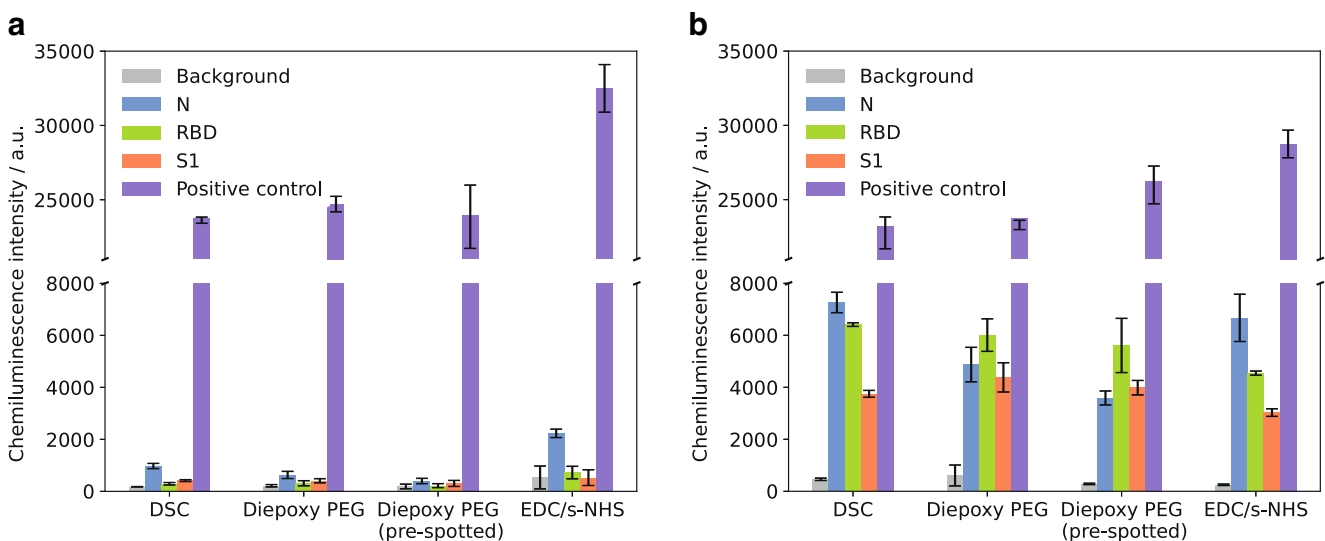 a
Chemiluminescence intensity / a.u.
35000
30000
25000
8000
6000
4000
2000
0
Background
N
RBD
S1
Positive control
DSC
Diepoxy PEG
Diepoxy PEG
(pre-spotted)
EDC/s-NHS
b
Chemiluminescence intensity / a.u.
35000
30000
25000
8000
6000
4000
2000
0
Background
N
RBD
S1
Positive control
DSC
Diepoxy PEG
Diepoxy PEG
(pre-spotted)
EDC/s-NHS